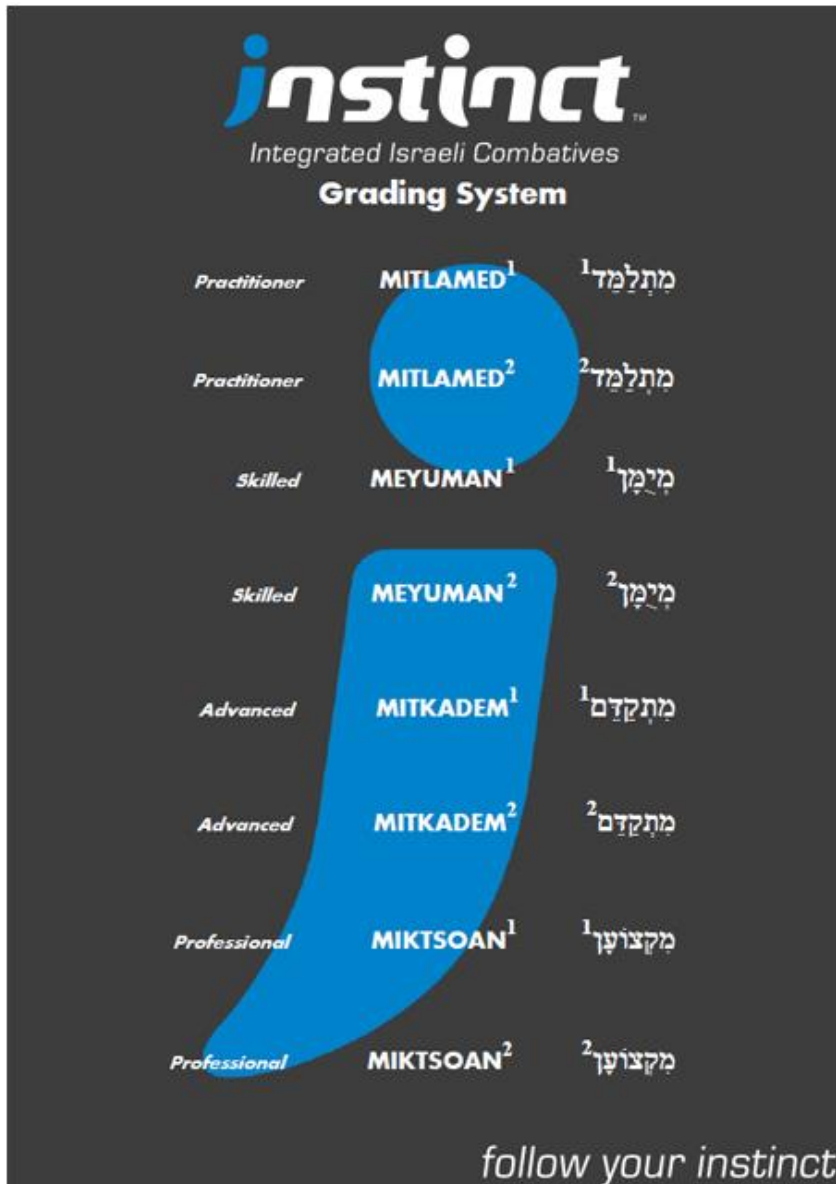 instinct™
Integrated Israeli Combatives
Grading System
Practitioner MITLAMED¹ מִתְלַמֵּד¹
Practitioner MITLAMED² מִתְלַמֵּד²
Skilled MEYUMAN¹ מְיֻמָּן¹
Skilled MEYUMAN² מְיֻמָּן²
Advanced MITKADEM¹ מִתְקַדֵּם¹
Advanced MITKADEM² מִתְקַדֵּם²
Professional MIKTSOAN¹ מִקְצוֹעָן¹
Professional MIKTSOAN² מִקְצוֹעָן²
follow your instinct